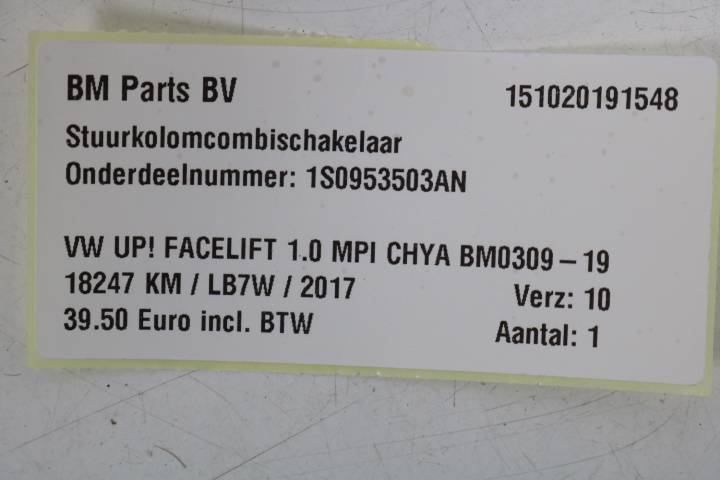 BM Parts BV 151020191548
Stuurkolomcombischakelaar
Onderdeelnummer: 1S0953503AN
VW UP! FACELIFT 1.0 MPI CHYA BM0309-19
18247 KM / LB7W / 2017 Verz: 10
39.50 Euro incl. BTW Aantal: 1